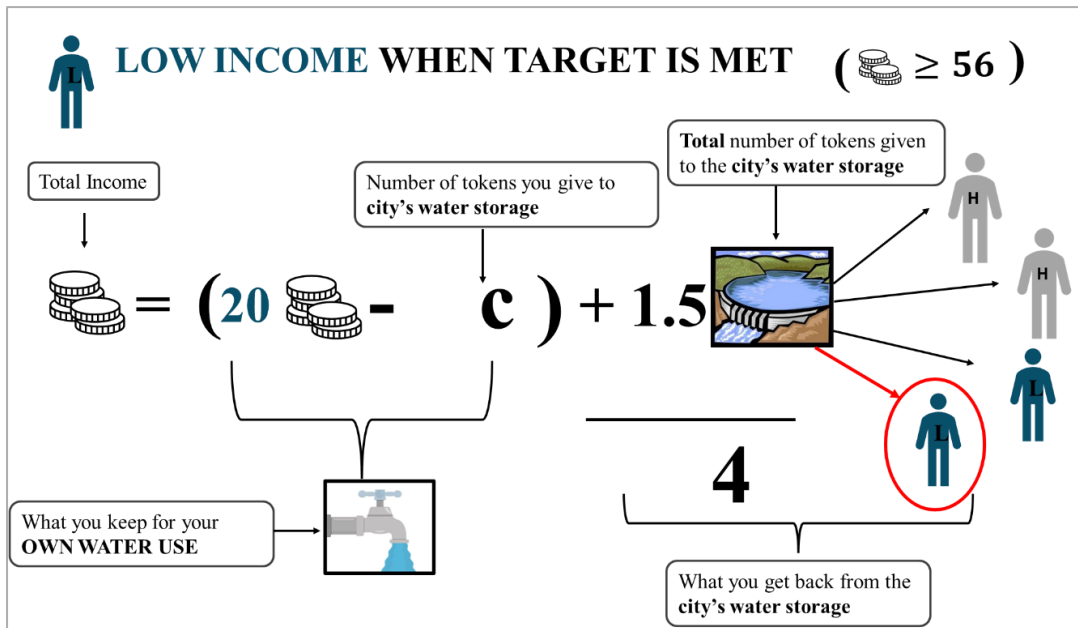 L
LOW INCOME WHEN TARGET IS MET ( ≥ 56 )
Total Income
Number of tokens you give to
city’s water storage
Total number of tokens given
to the city’s water storage
H
H
L
L
= (20 - c ) + 1.5
4
What you keep for your
OWN WATER USE
What you get back from the
city’s water storage